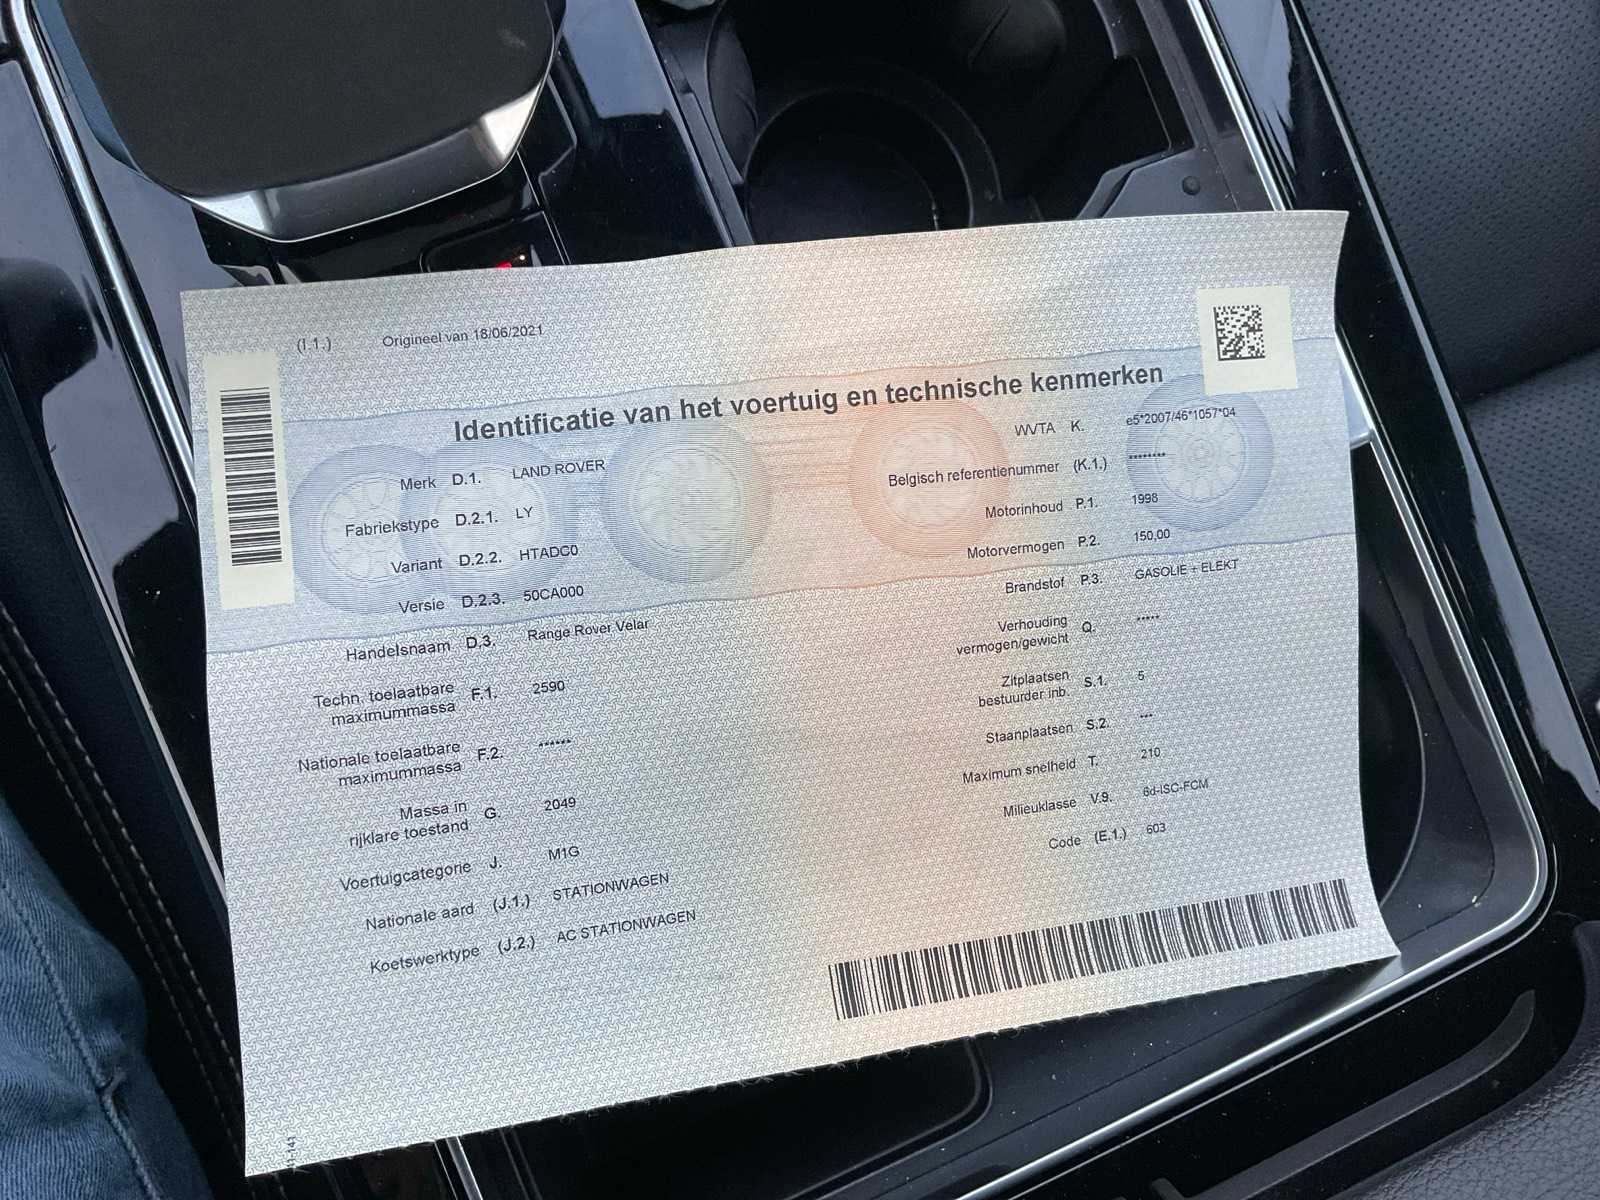 (I.1.) Origineel van 18/06/2021
Identificatie van het voertuig en technische kenmerken
Merk D.1. LAND ROVER
Fabriekstype D.2.1. LY
Variant D.2.2. HTADC0
Versie D.2.3. 50CA000
Handelsnaam D.3. Range Rover Velar
Techn. toelaatbare
maximummassa F.1. 2590
Nationale toelaatbare
maximummassa F.2. ******
Massa in
rijklare toestand G. 2049
Voertuigcategorie J. M1G
Nationale aard (J.1.) STATIONWAGEN
Koetswerktype (J.2.) AC STATIONWAGEN
WVTA K. e5*2007/46*1057*04
Belgisch referentienummer (K.1.) ********
Motorinhoud P.1. 1998
Motorvermogen P.2. 150,00
Brandstof P.3. GASOLIE + ELEKT
Verhouding
vermogen/gewicht Q. *****
Zitplaatsen
bestuurder inb. S.1. 5
Staanplaatsen S.2. ***
Maximum snelheid T. 210
Milieuklasse V.9. 6d-ISC-FCM
Code (E.1.) 603